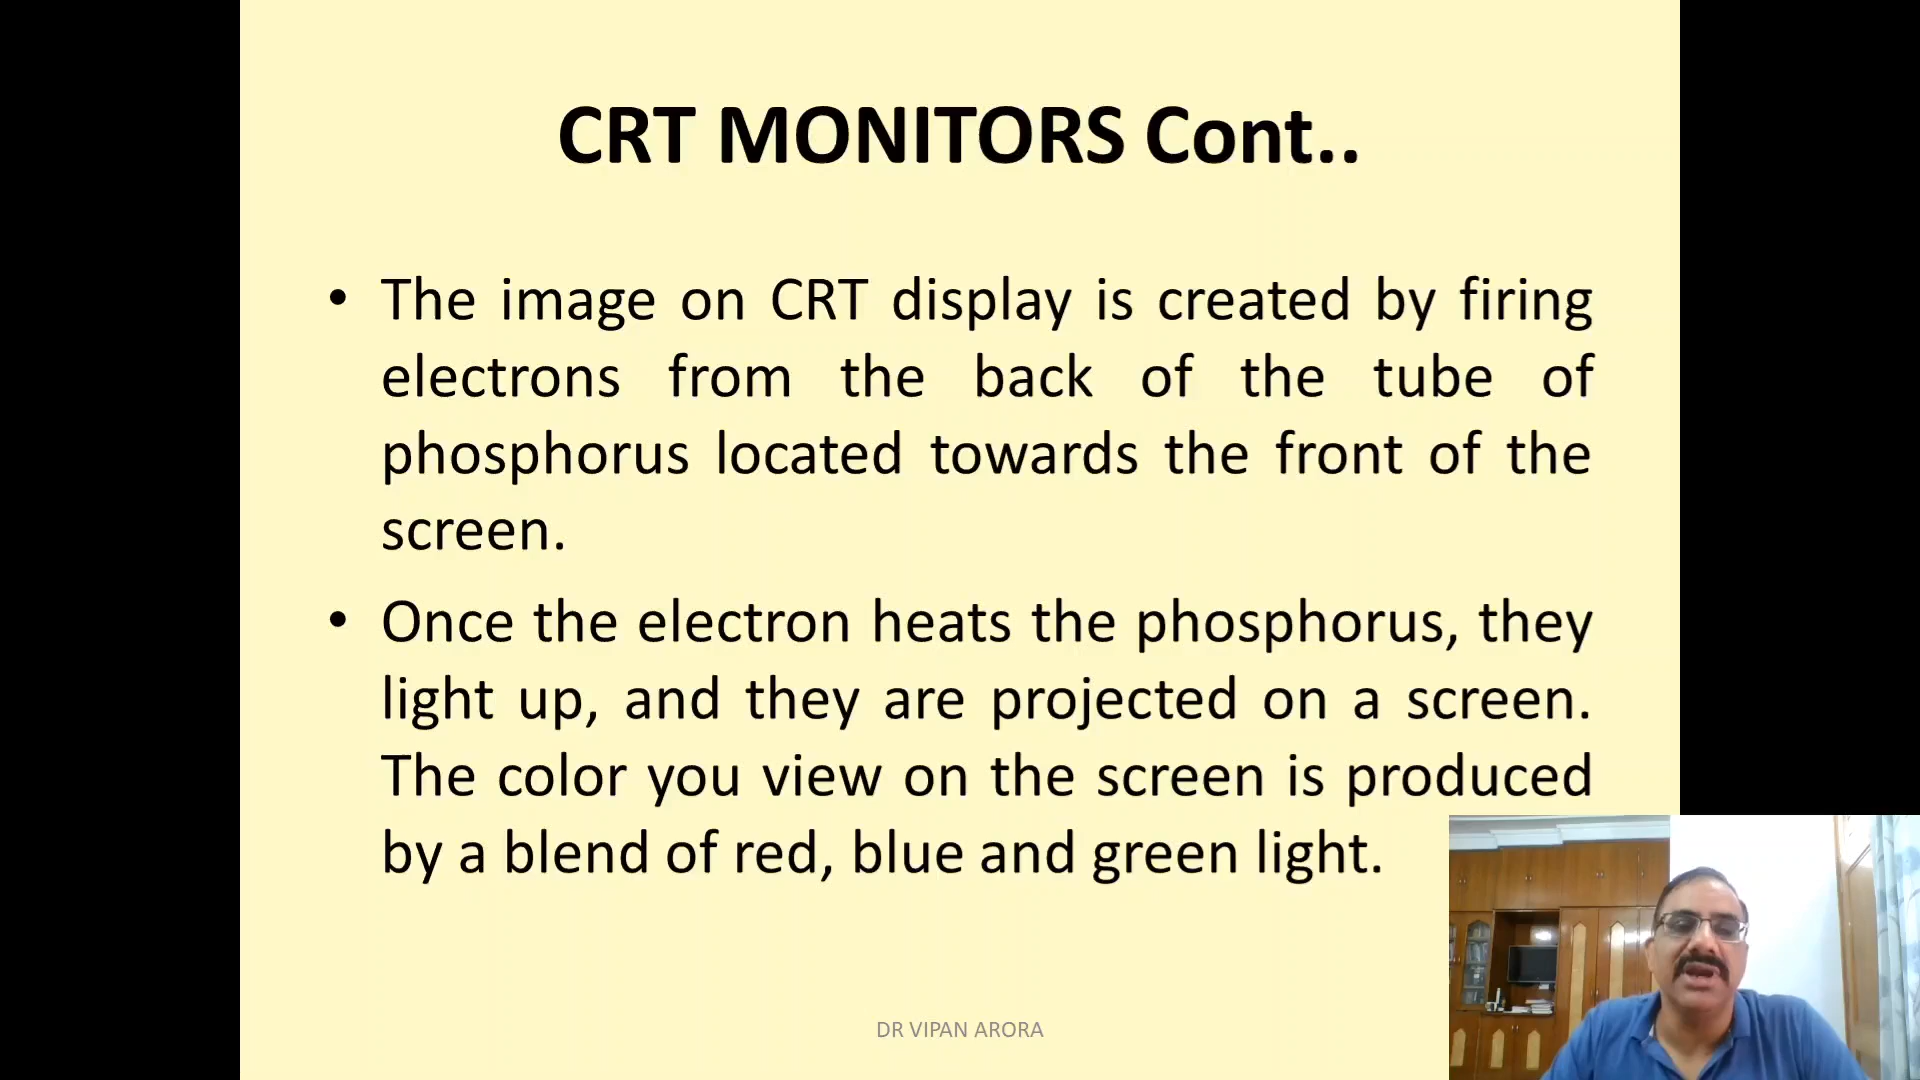 CRT MONITORS Cont..
• The image on CRT display is created by firing
electrons from the back of the tube of
phosphorus located towards the front of the
screen.
• Once the electron heats the phosphorus, they
light up, and they are projected on a screen.
The color you view on the screen is produced
by a blend of red, blue and green light.
DR VIPAN ARORA